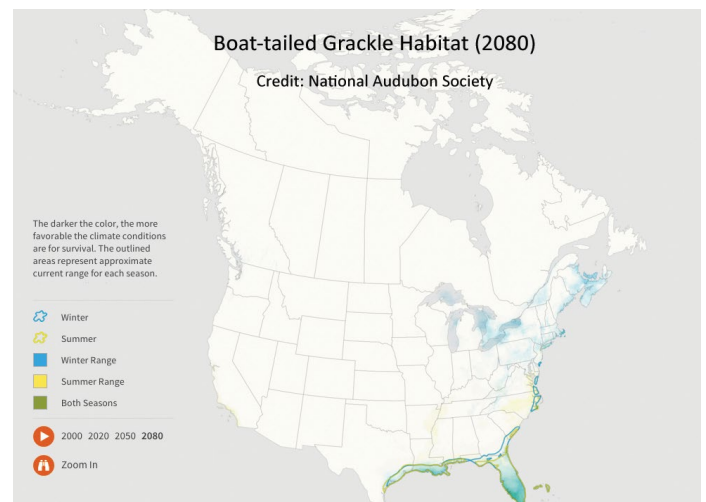 Boat-tailed Grackle Habitat (2080)
Credit: National Audubon Society
The darker the color, the more
favorable the climate conditions
are for survival. The outlined
areas represent approximate
current range for each season.
Winter
Summer
Winter Range
Summer Range
Both Seasons
2000 2020 2050 2080
Zoom In